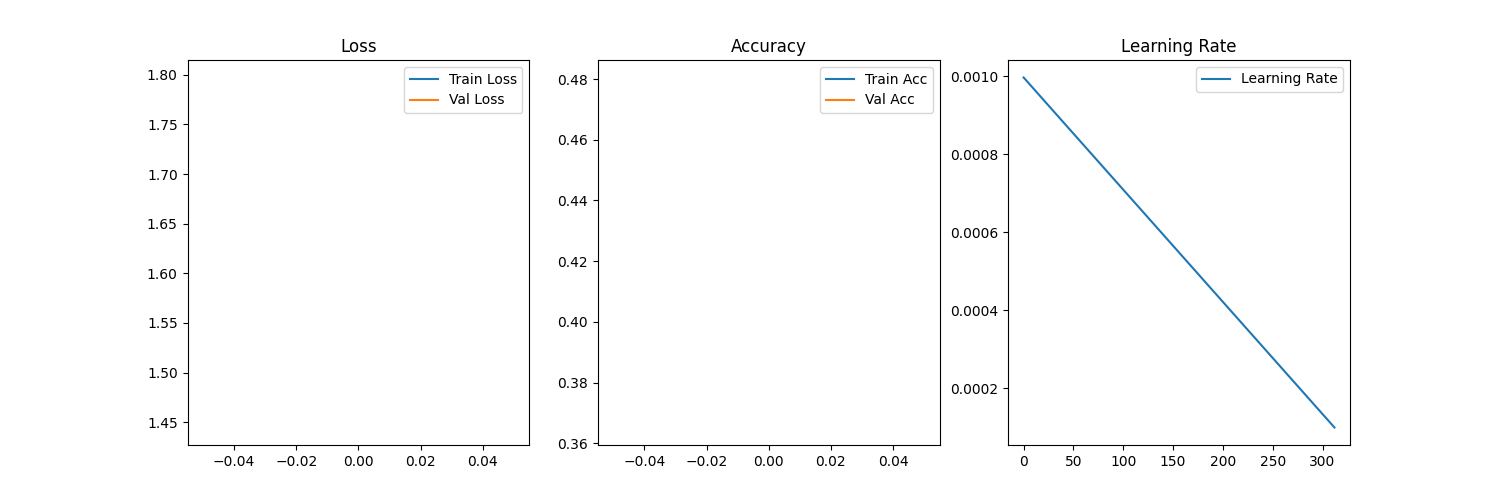 Loss
1.80
1.75
1.70
1.65
1.60
1.55
1.50
1.45
−0.04 −0.02 0.00 0.02 0.04
Train Loss
Val Loss
Accuracy
0.48
0.46
0.44
0.42
0.40
0.38
0.36
−0.04 −0.02 0.00 0.02 0.04
Train Acc
Val Acc
Learning Rate
0.0010
0.0008
0.0006
0.0004
0.0002
0 50 100 150 200 250 300
Learning Rate